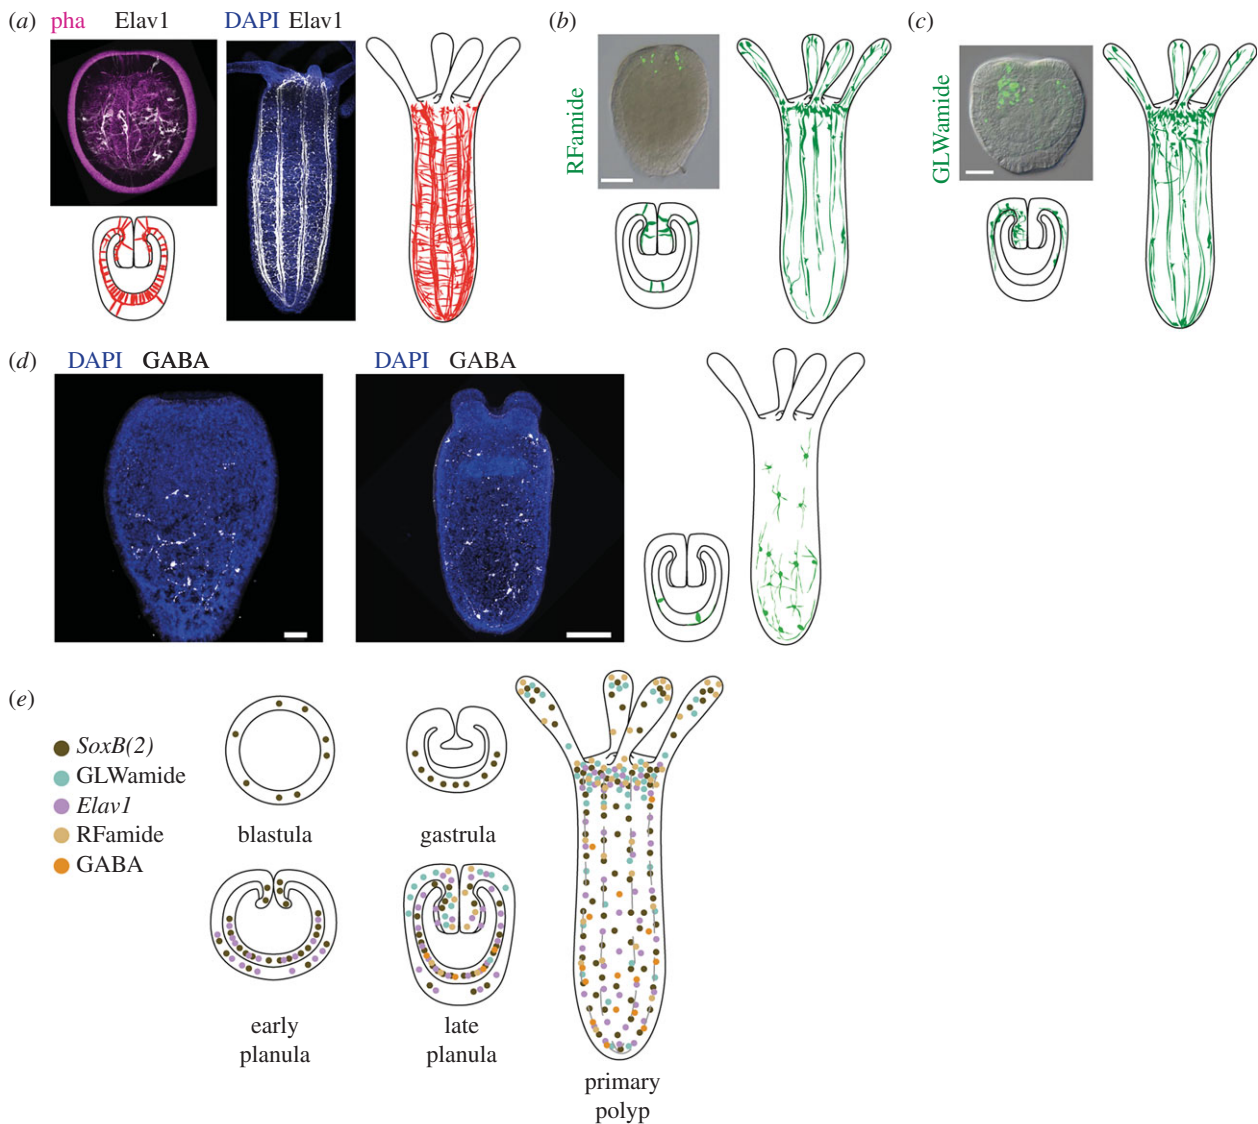 (a) pha Elav1 DAPI Elav1
(b)
RFamide
(c)
GLWamide
(d) DAPI GABA DAPI GABA
(e)
SoxB(2)
GLWamide
Elav1
RFamide
GABA
blastula
gastrula
early
planula
late
planula
primary
polyp